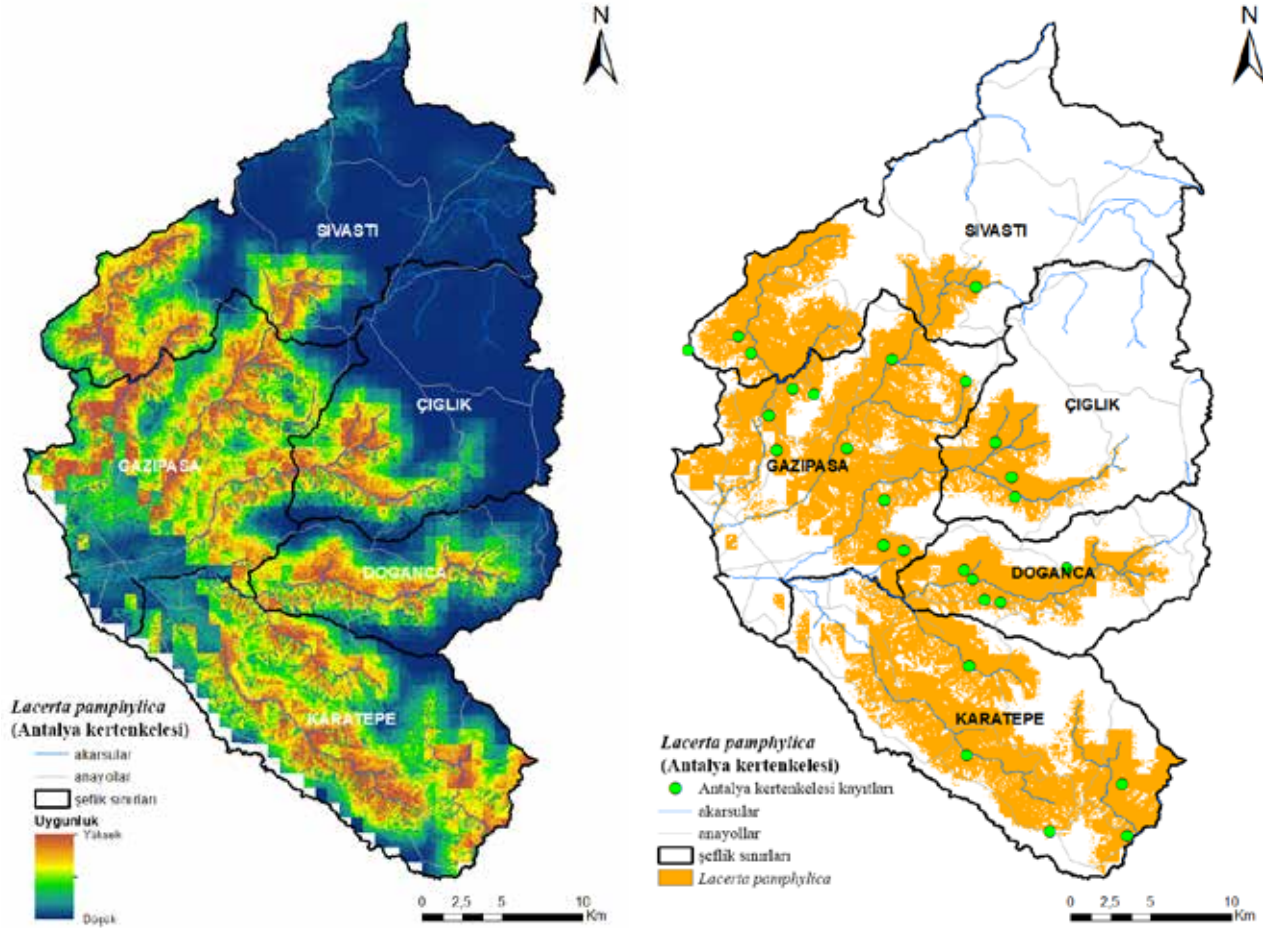 N
SIVASTI
ÇIGLIK
GAZIPASA
DOGANCA
KARATEPE
Lacerta pamphylica
(Antalya kertenkelesi)
akarsular
anayollar
şeflik sınırları
Uygunluk
Yüksek
Düşük
0 2,5 5 10
Km
N
SIVASTI
ÇIGLIK
GAZIPASA
DOGANCA
KARATEPE
Lacerta pamphylica
(Antalya kertenkelesi)
Antalya kertenkelesi kayıtları
akarsular
anayollar
şeflik sınırları
Lacerta pamphylica
0 2,5 5 10
Km